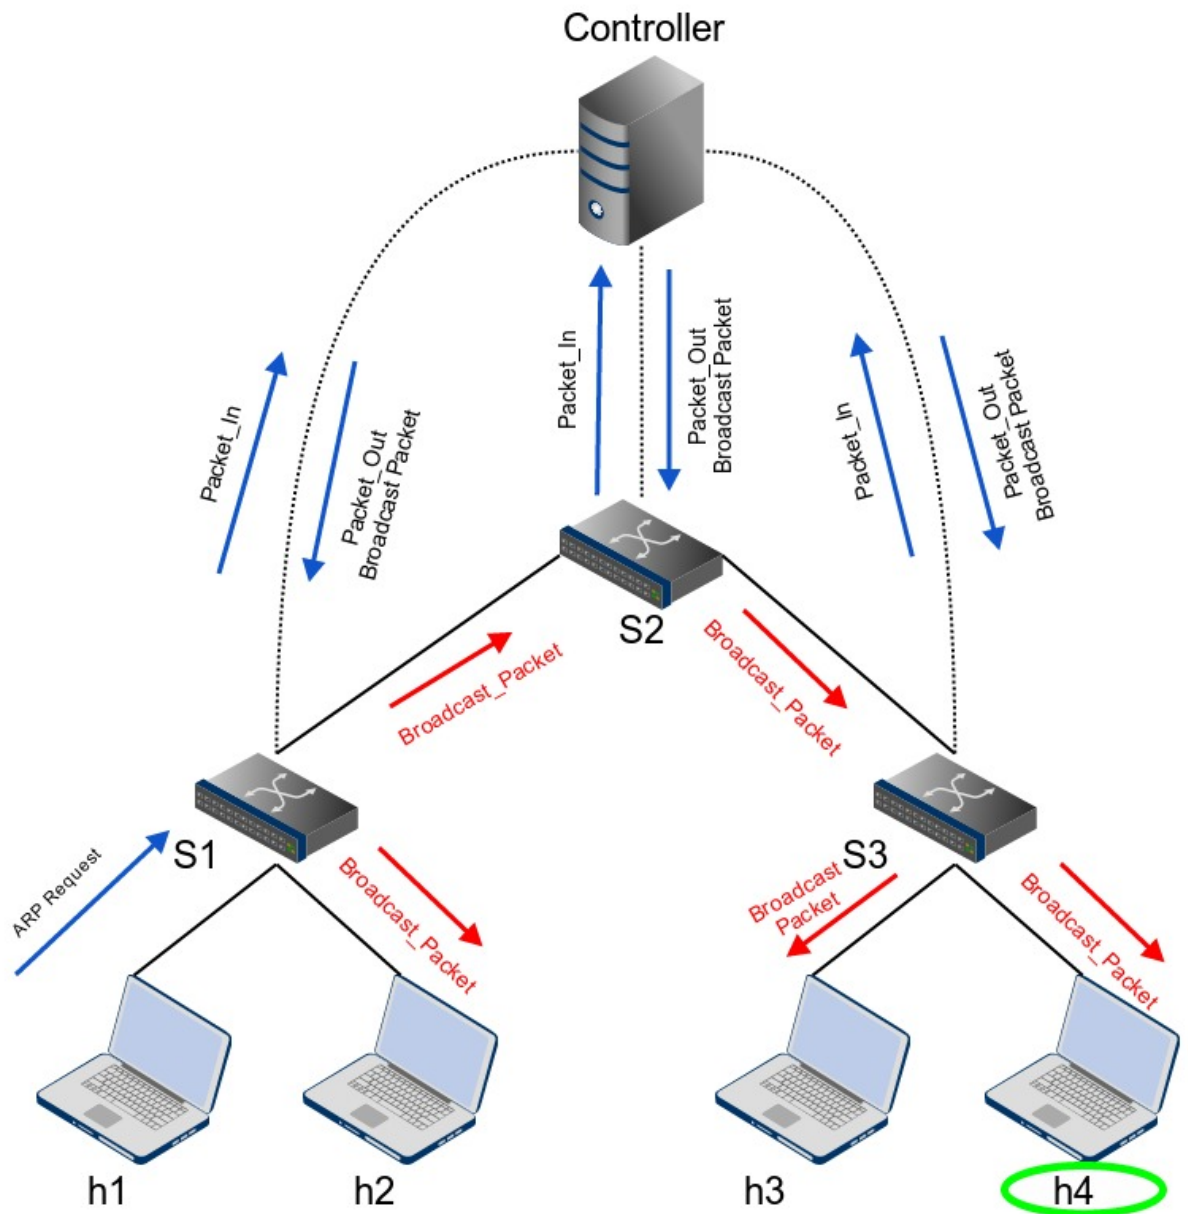 Controller
Packet_In
Packet_Out
Broadcast Packet
Packet_In
Packet_Out
Broadcast Packet
Packet_In
Packet_Out
Broadcast Packet
S2
Broadcast_Packet
Broadcast_Packet
S1
S3
ARP Request
Broadcast_Packet
Broadcast
Packet
Broadcast_Packet
h1
h2
h3
h4